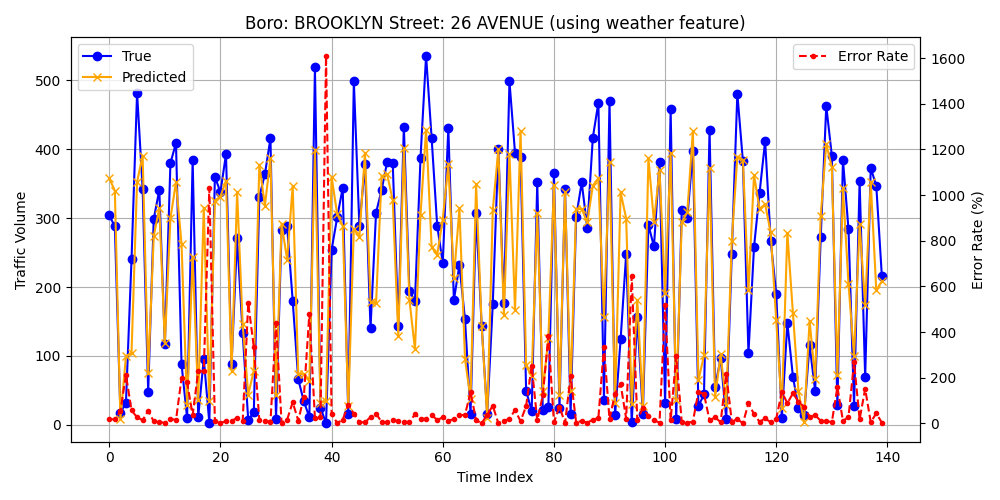 Boro: BROOKLYN Street: 26 AVENUE (using weather feature)
True
Predicted
Error Rate
Traffic Volume
0
100
200
300
400
500
0
200
400
600
800
1000
1200
1400
1600
Error Rate (%)
0 20 40 60 80 100 120 140
Time Index